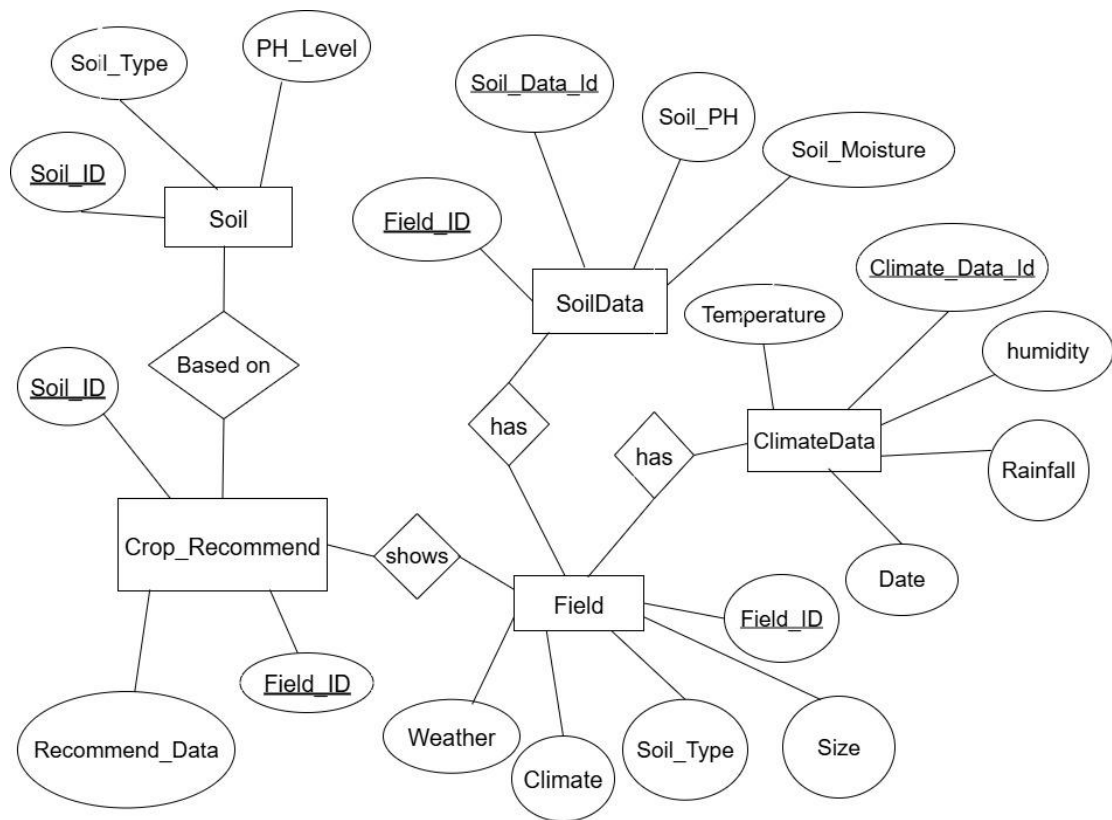 Soil_Type
PH_Level
Soil_ID
Soil
Soil_Data_Id
Soil_PH
Soil_Moisture
Field_ID
SoilData
Climate_Data_Id
Temperature
humidity
Based on
Soil_ID
has
has
ClimateData
Rainfall
Crop_Recommend
shows
Date
Field
Field_ID
Field_ID
Recommend_Data
Weather
Climate
Soil_Type
Size